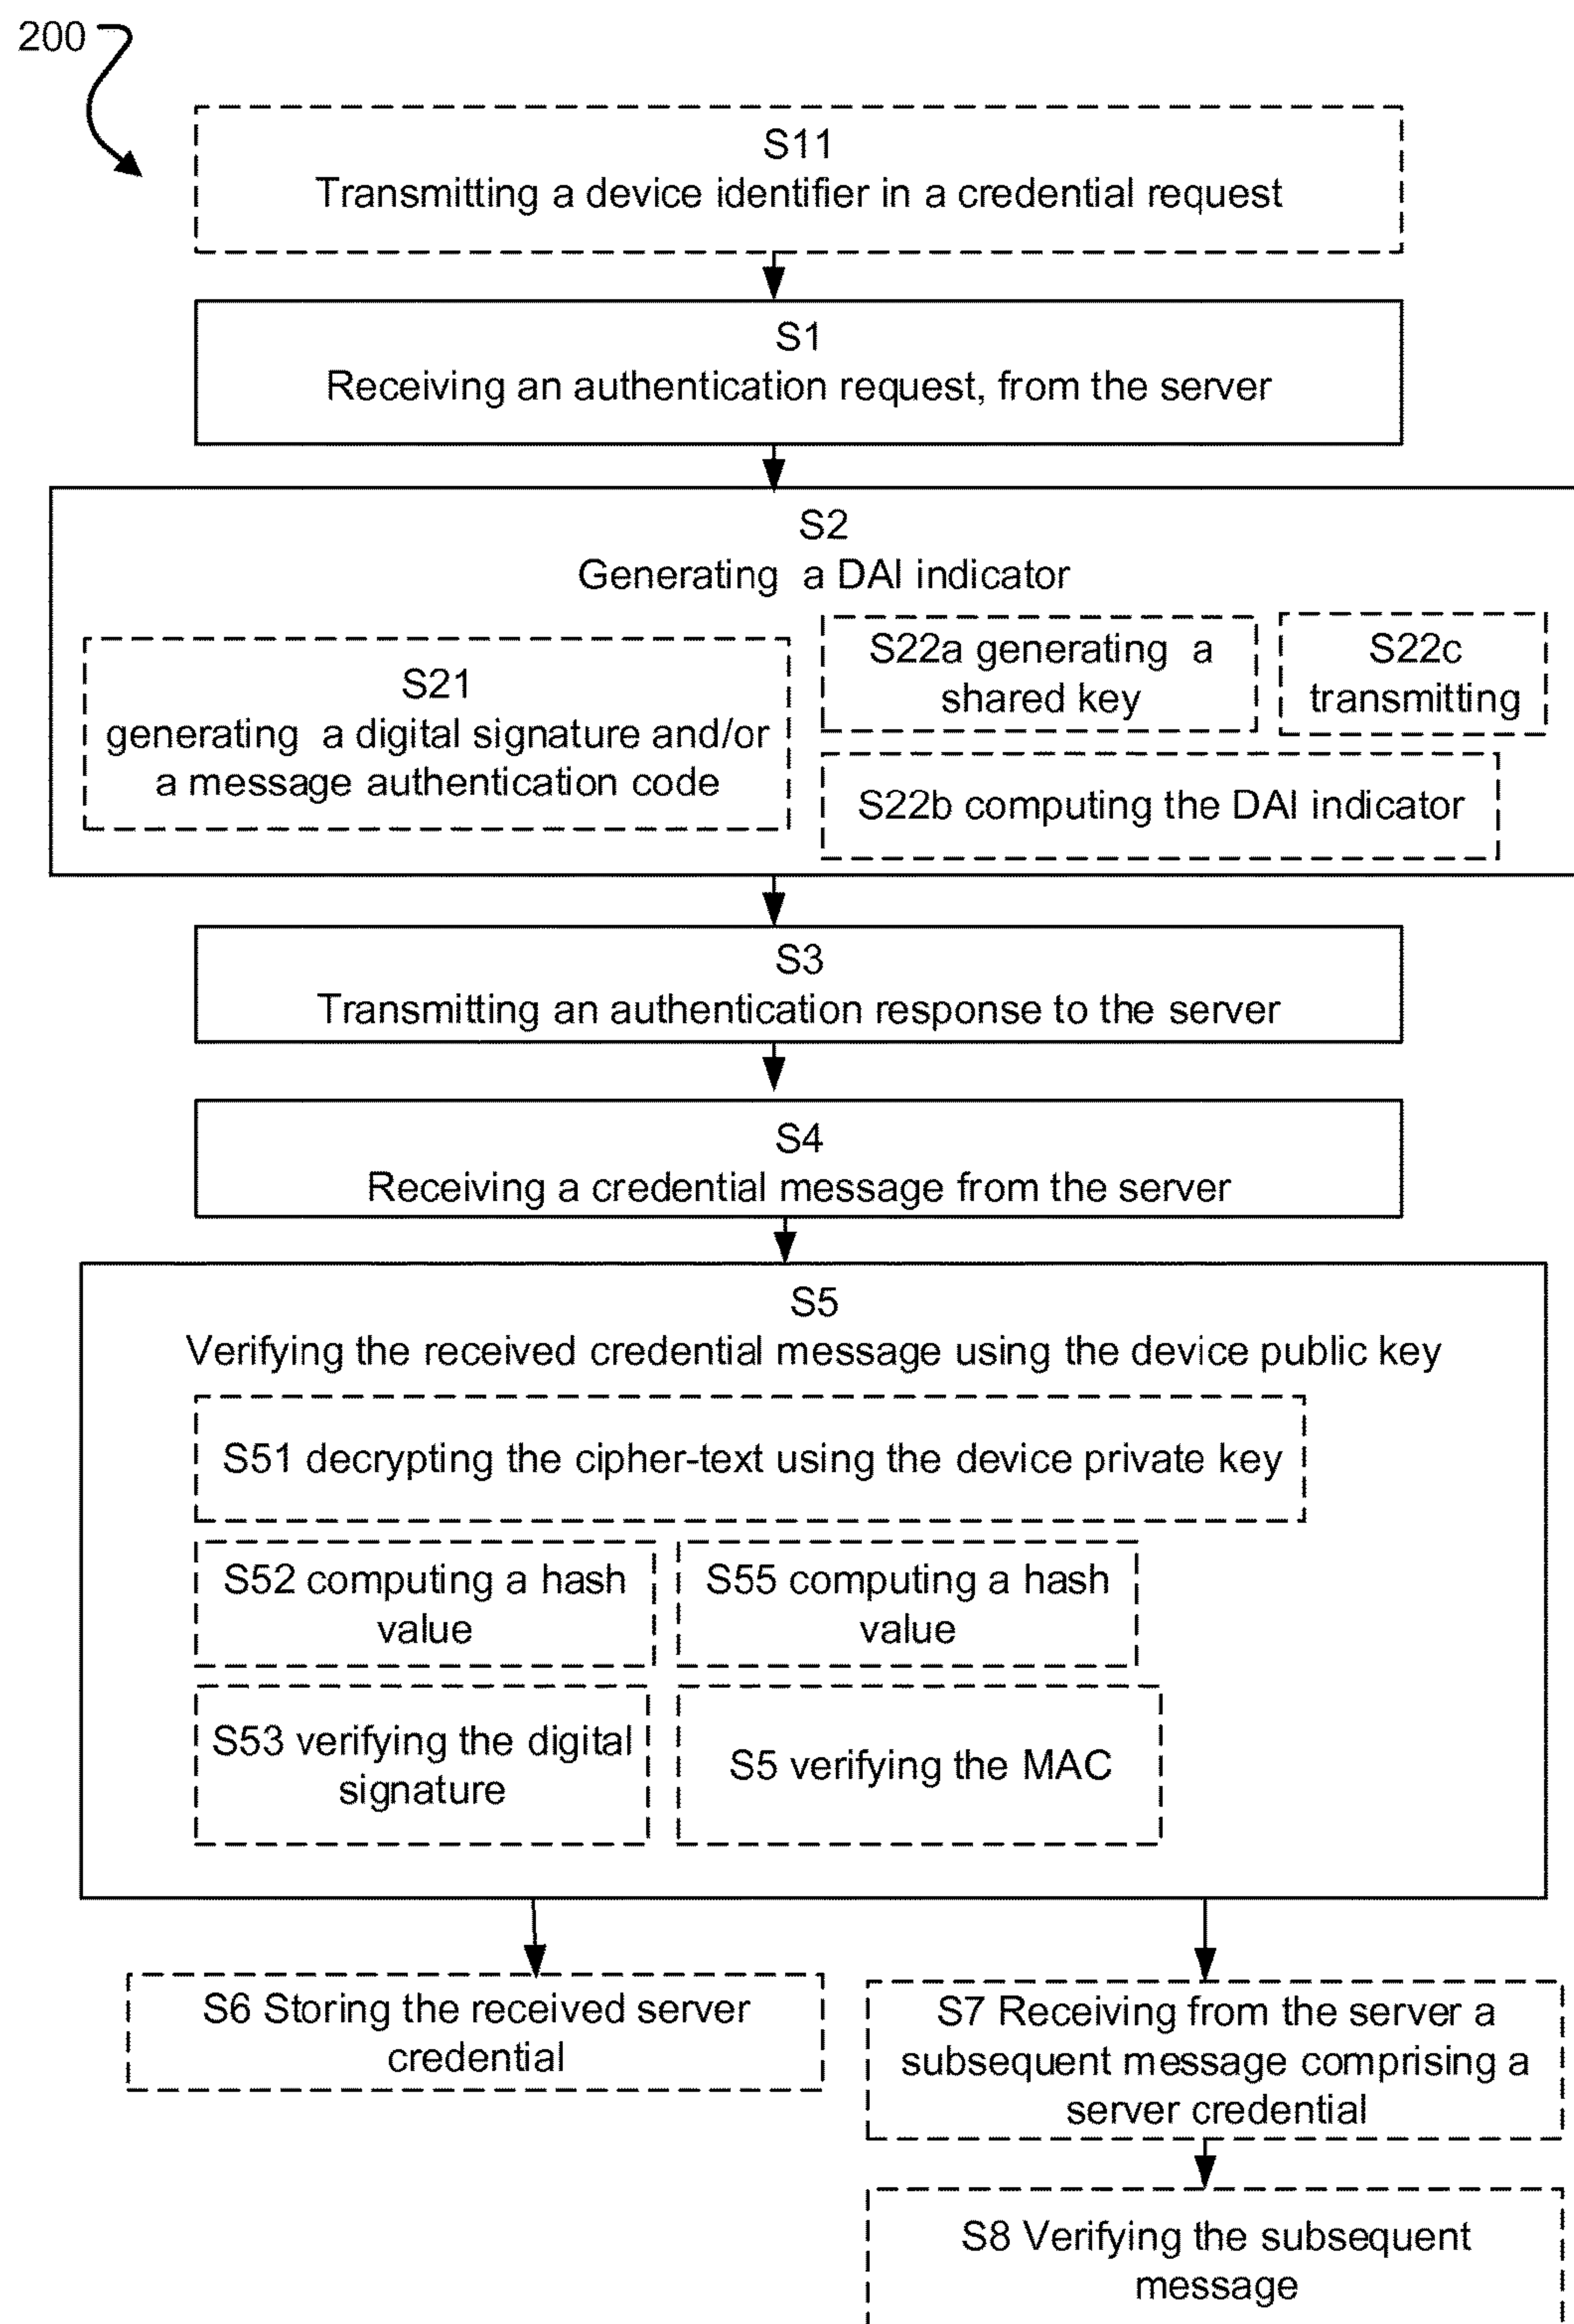 200
S11
Transmitting a device identifier in a credential request
S1
Receiving an authentication request, from the server
S2
Generating a DAI indicator
S21
generating a digital signature and/or
a message authentication code
S22a generating a
shared key
S22c
transmitting
S22b computing the DAI indicator
S3
Transmitting an authentication response to the server
S4
Receiving a credential message from the server
S5
Verifying the received credential message using the device public key
S51 decrypting the cipher-text using the device private key
S52 computing a hash
value
S55 computing a hash
value
S53 verifying the digital
signature
S5 verifying the MAC
S6 Storing the received server
credential
S7 Receiving from the server a
subsequent message comprising a
server credential
S8 Verifying the subsequent
message